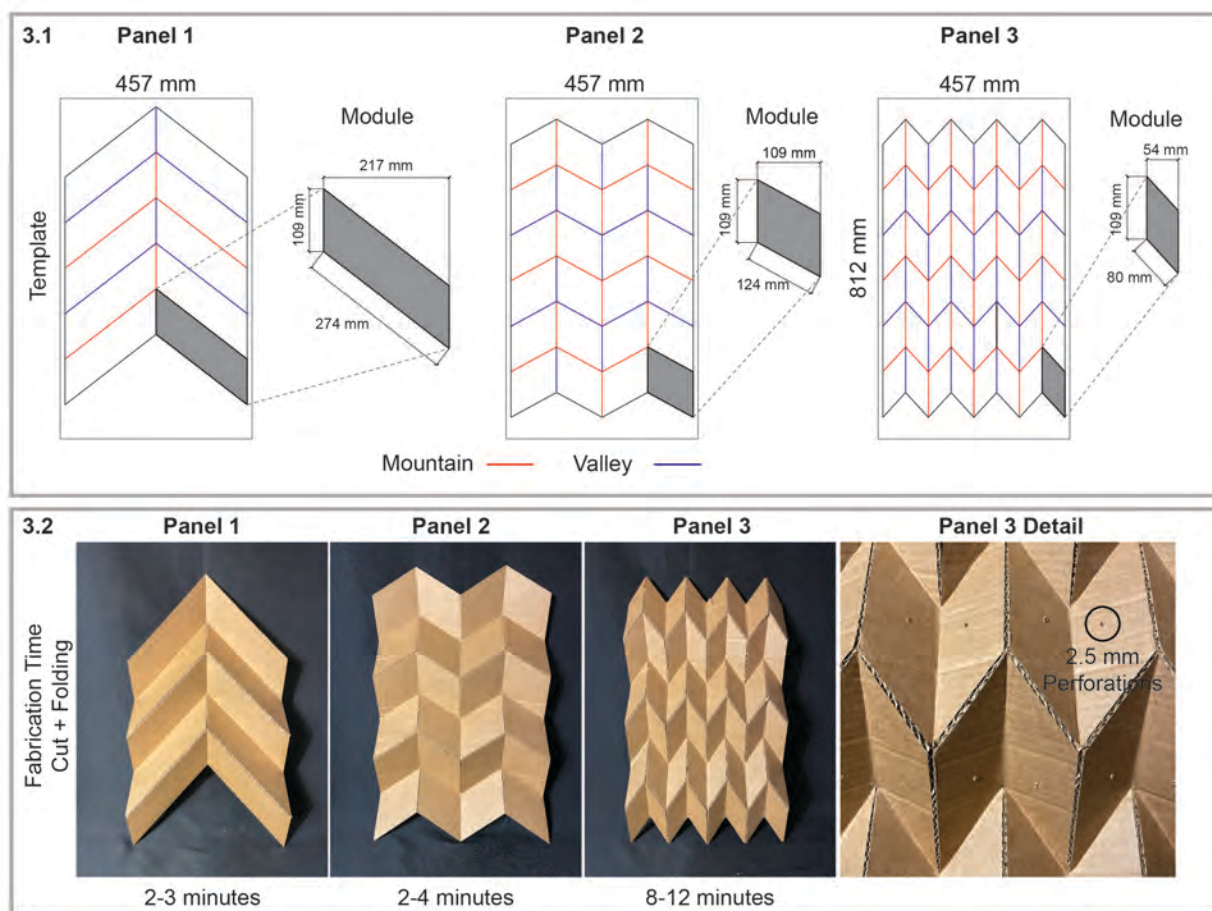 3.1 Panel 1 Panel 2 Panel 3
457 mm 457 mm 457 mm
Template
Module
217 mm
109 mm
274 mm
Module
109 mm
109 mm
124 mm
812 mm
Module
54 mm
109 mm
80 mm
Mountain Valley
3.2 Panel 1 Panel 2 Panel 3 Panel 3 Detail
Fabrication Time
Cut + Folding
2.5 mm
Perforations
2-3 minutes 2-4 minutes 8-12 minutes